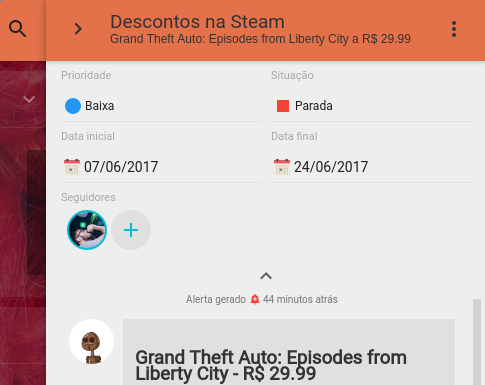 Descontos na Steam
Grand Theft Auto: Episodes from Liberty City a R$ 29.99
Prioridade
Situação
Baixa
Parada
Data inicial
Data final
07/06/2017
24/06/2017
Seguidores
Alerta gerado 44 minutos atrás
Grand Theft Auto: Episodes from
Liberty City - R$ 29.99